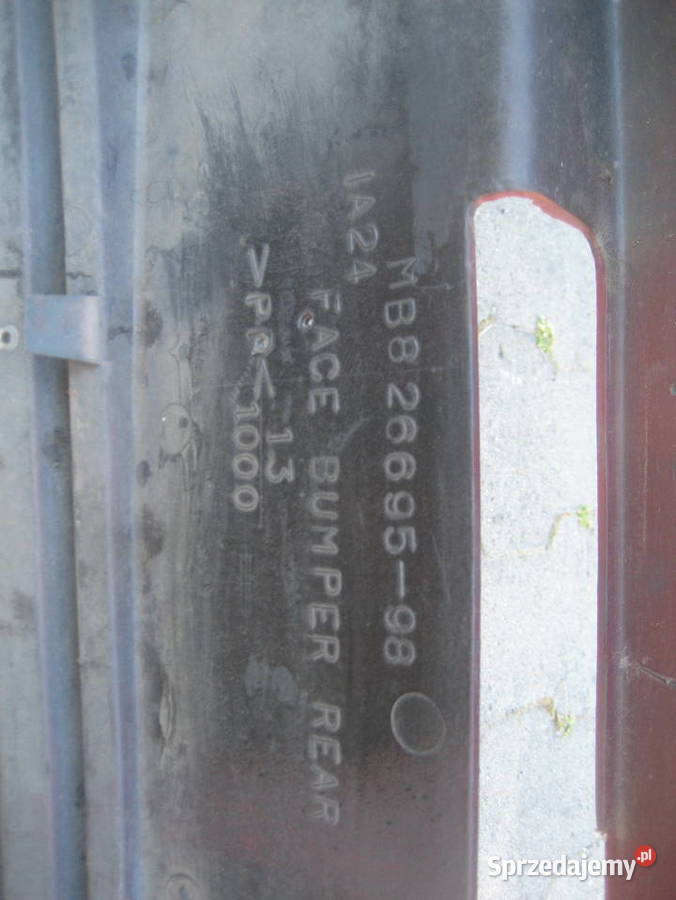 MB826695-98
1A24 FACE BUMPER REAR
>PP< 13
1000
Sprzedajemy.pl